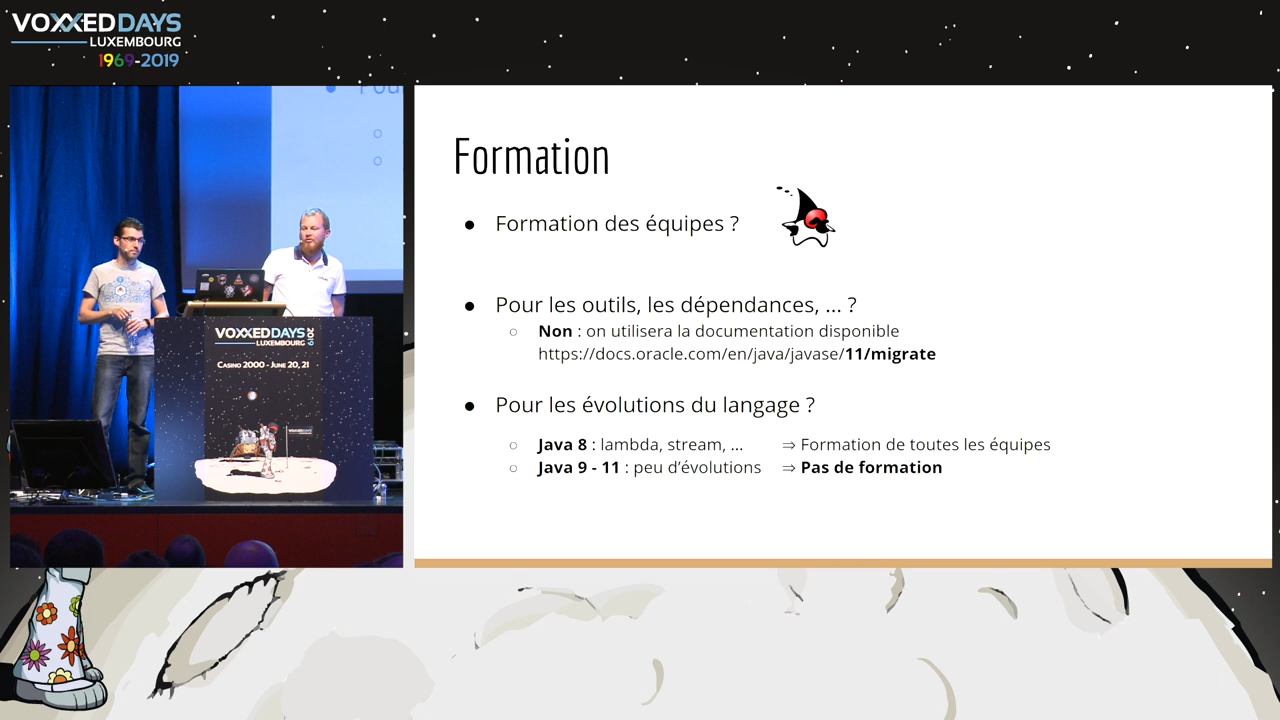 VOXXEDDAYS
LUXEMBOURG
1969-2019
Pou
VOXXEDDAYS
LUXEMBOURG 2019
CASINO 2000 - JUNE 20, 21
VOXXEDDAYS
Formation
● Formation des équipes ?
● Pour les outils, les dépendances, ... ?
○ Non : on utilisera la documentation disponible
https://docs.oracle.com/en/java/javase/11/migrate
● Pour les évolutions du langage ?
○ Java 8 : lambda, stream, ... ⇒ Formation de toutes les équipes
○ Java 9 - 11 : peu d'évolutions ⇒ Pas de formation